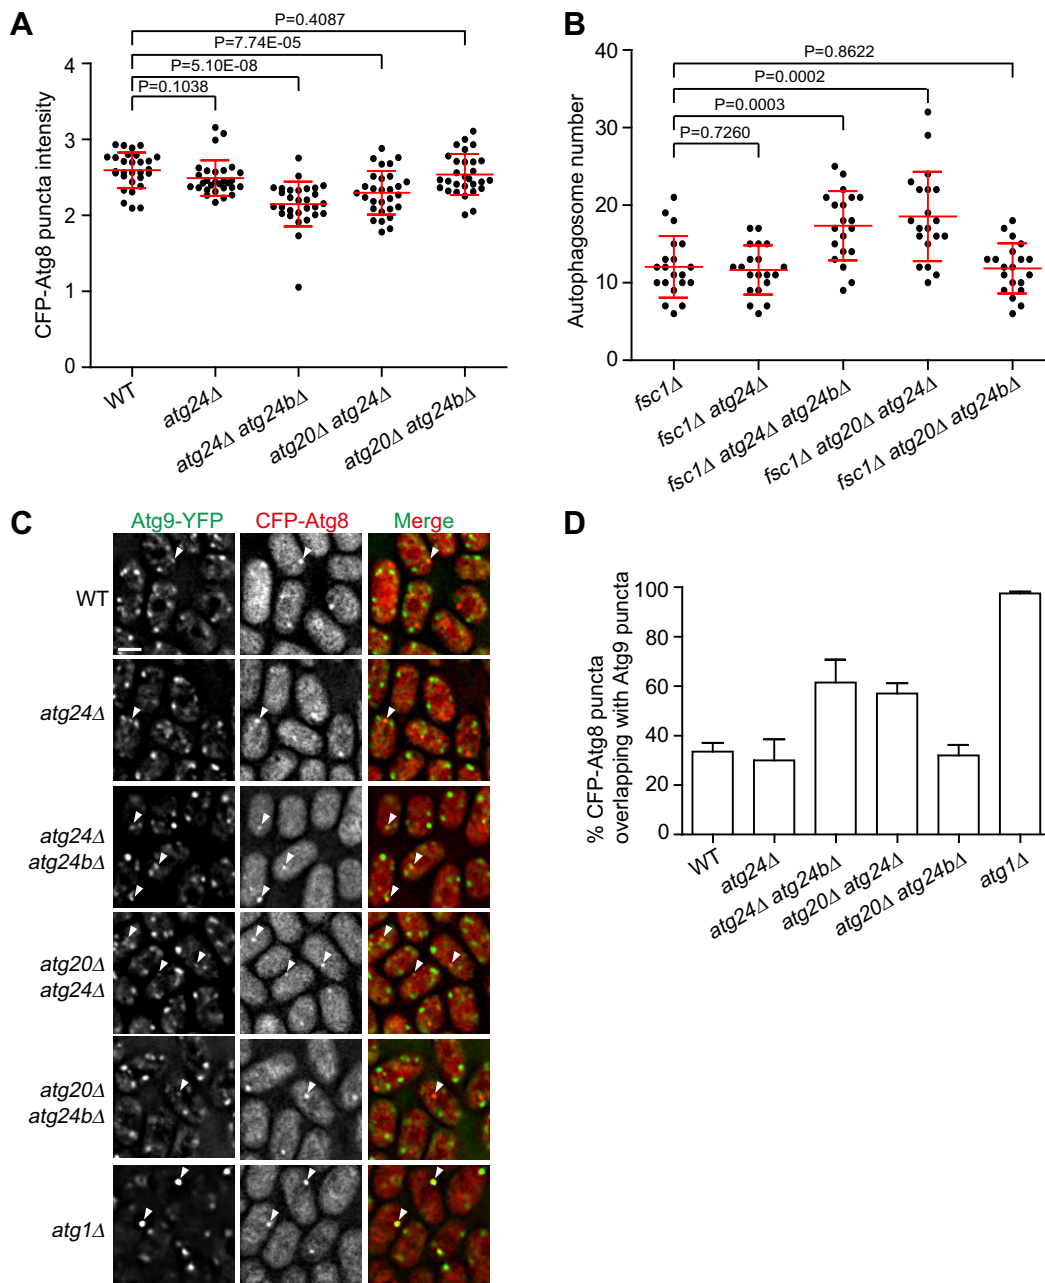 A
P=0.4087
P=7.74E-05
P=5.10E-08
P=0.1038
CFP-Atg8 puncta intensity
4
3
2
1
0
WT
atg24Δ
atg24Δ atg24bΔ
atg20Δ atg24Δ
atg20Δ atg24bΔ
B
P=0.8622
P=0.0002
P=0.0003
P=0.7260
Autophagosome number
40
30
20
10
0
fsc1Δ
fsc1Δ atg24Δ
fsc1Δ atg24Δ atg24bΔ
fsc1Δ atg20Δ atg24Δ
fsc1Δ atg20Δ atg24bΔ
C
Atg9-YFP CFP-Atg8 Merge
WT
atg24Δ
atg24Δ
atg24bΔ
atg20Δ
atg24Δ
atg20Δ
atg24bΔ
atg1Δ
D
% CFP-Atg8 puncta
overlapping with Atg9 puncta
100
80
60
40
20
0
WT
atg24Δ
atg24Δ atg24bΔ
atg20Δ atg24Δ
atg20Δ atg24bΔ
atg1Δ